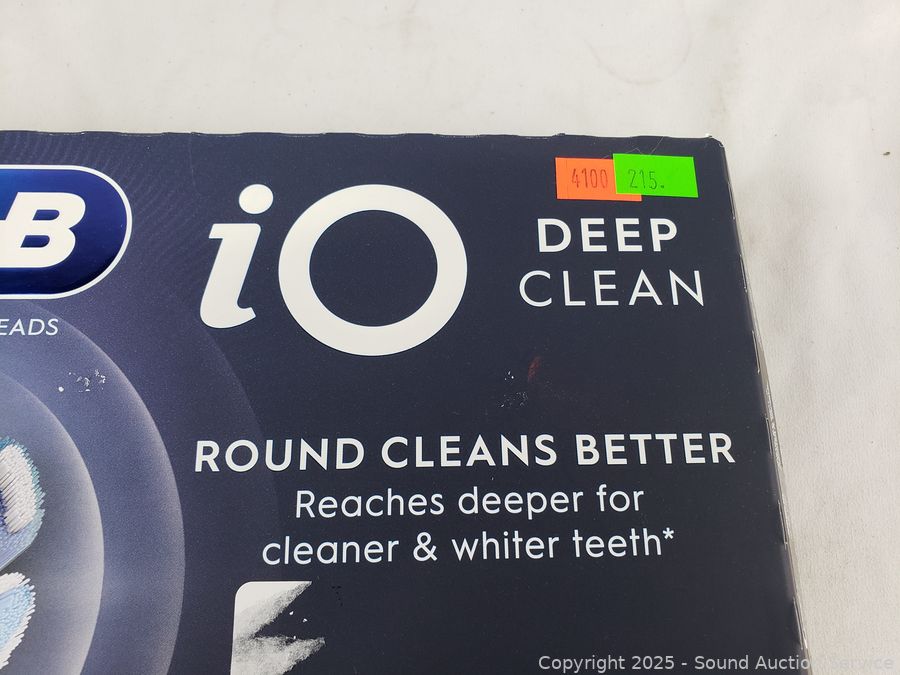 4100 215.
B
iO
DEEP
CLEAN
EADS
ROUND CLEANS BETTER
Reaches deeper for
cleaner & whiter teeth*
Copyright 2025 - Sound Auction Service